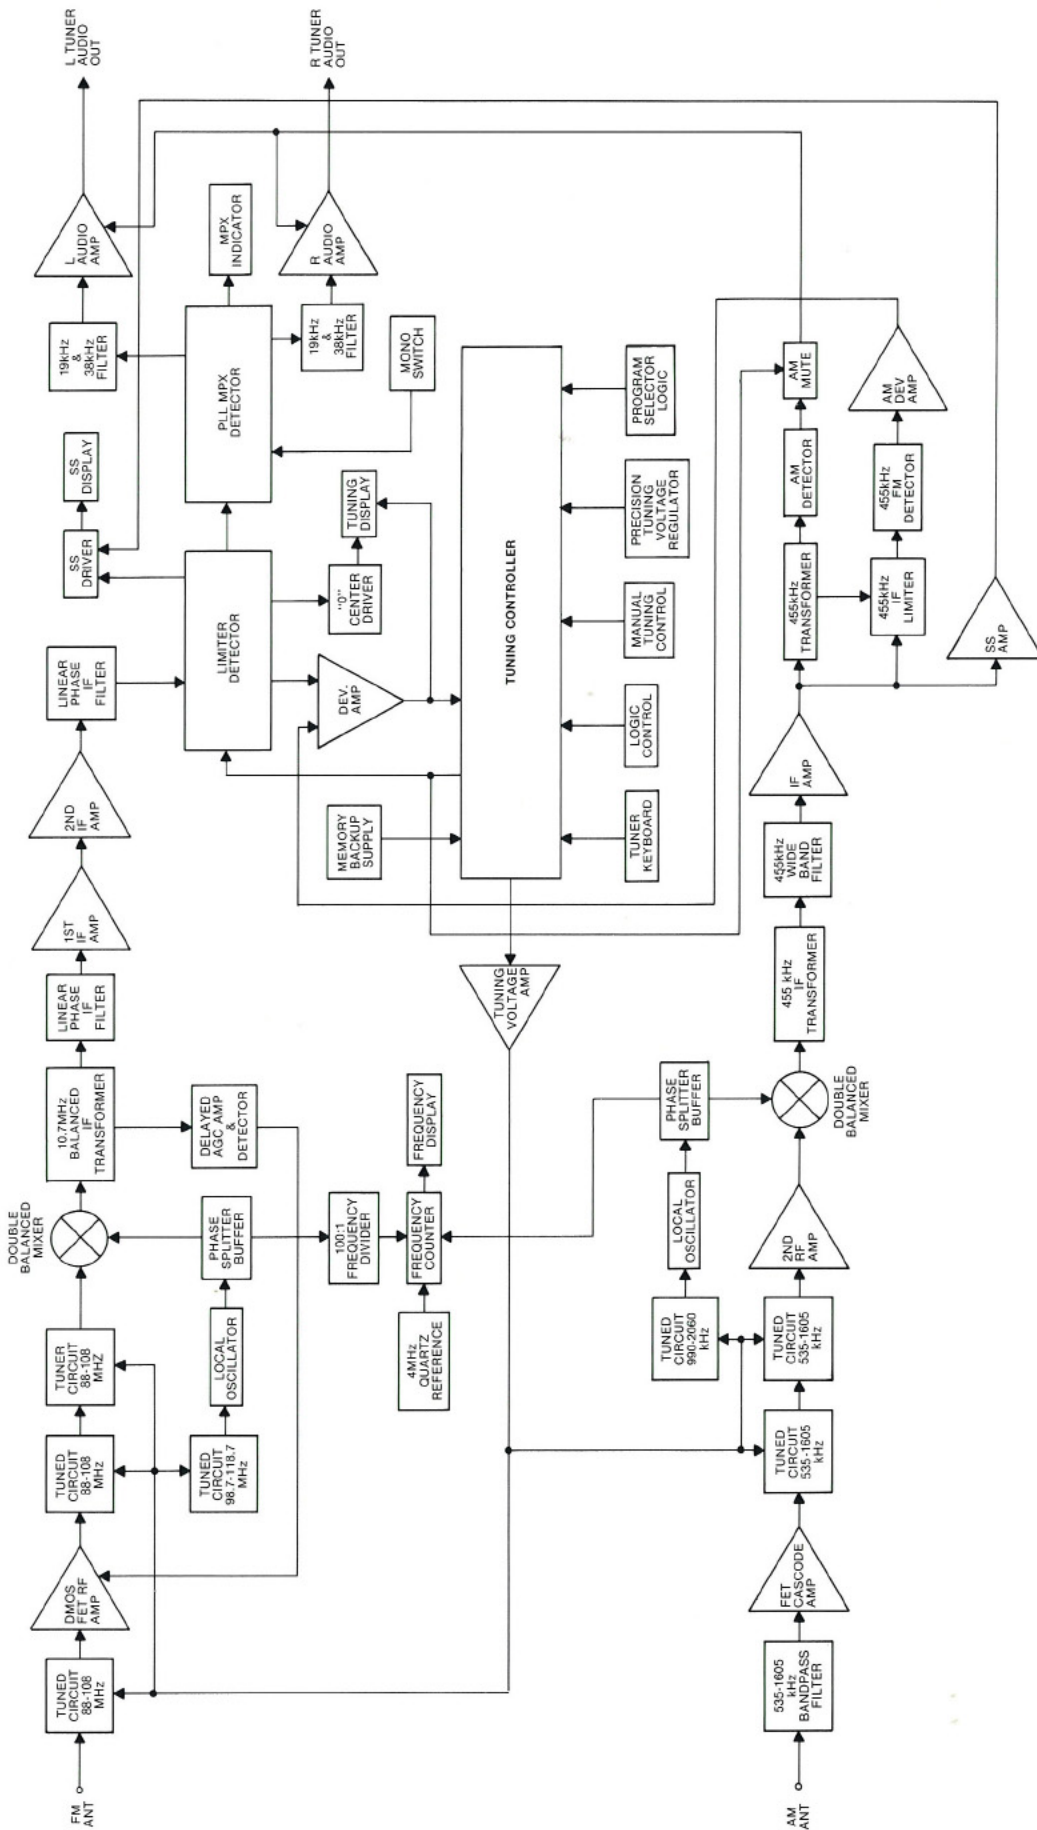 FM
ANT
TUNED
CIRCUIT
88-108
MHz
DMOS
FET RF
AMP
TUNED
CIRCUIT
88-108
MHz
TUNER
CIRCUIT
88-108
MHZ
DOUBLE
BALANCED
MIXER
10.7MHz
BALANCED
IF
TRANSFORMER
LINEAR
PHASE
IF
FILTER
1ST
IF
AMP
2ND
IF
AMP
LINEAR
PHASE
IF
FILTER
SS
DRIVER
SS
DISPLAY
19kHz
&
38kHz
FILTER
L
AUDIO
AMP
L TUNER
AUDIO
OUT
TUNED
CIRCUIT
98.7-118.7
MHz
LOCAL
OSCILLATOR
PHASE
SPLITTER
BUFFER
DELAYED
AGC AMP
&
DETECTOR
LIMITER
DETECTOR
PLL MPX
DETECTOR
MPX
INDICATOR
100:1
FREQUENCY
DIVIDER
MEMORY
BACKUP
SUPPLY
DEV.
AMP
"O"
CENTER
DRIVER
TUNING
DISPLAY
19kHz
&
38kHz
FILTER
R
AUDIO
AMP
R TUNER
AUDIO
OUT
MONO
SWITCH
4MHz
QUARTZ
REFERENCE
FREQUENCY
COUNTER
FREQUENCY
DISPLAY
TUNING
VOLTAGE
AMP
TUNING CONTROLLER
TUNER
KEYBOARD
LOGIC
CONTROL
MANUAL
TUNING
CONTROL
PRECISION
TUNING
VOLTAGE
REGULATOR
PROGRAM
SELECTOR
LOGIC
TUNED
CIRCUIT
990-2060
kHz
LOCAL
OSCILLATOR
PHASE
SPLITTER
BUFFER
AM
ANT
535-1605
kHz
BANDPASS
FILTER
FET
CASCODE
AMP
TUNED
CIRCUIT
535-1605
kHz
TUNED
CIRCUIT
535-1605
kHz
2ND
RF
AMP
DOUBLE
BALANCED
MIXER
455 kHz
IF
TRANSFORMER
455kHz
WIDE
BAND
FILTER
IF
AMP
455kHz
TRANSFORMER
AM
DETECTOR
AM
MUTE
455kHz
IF
LIMITER
455kHz
FM
DETECTOR
AM
DEV
AMP
SS
AMP